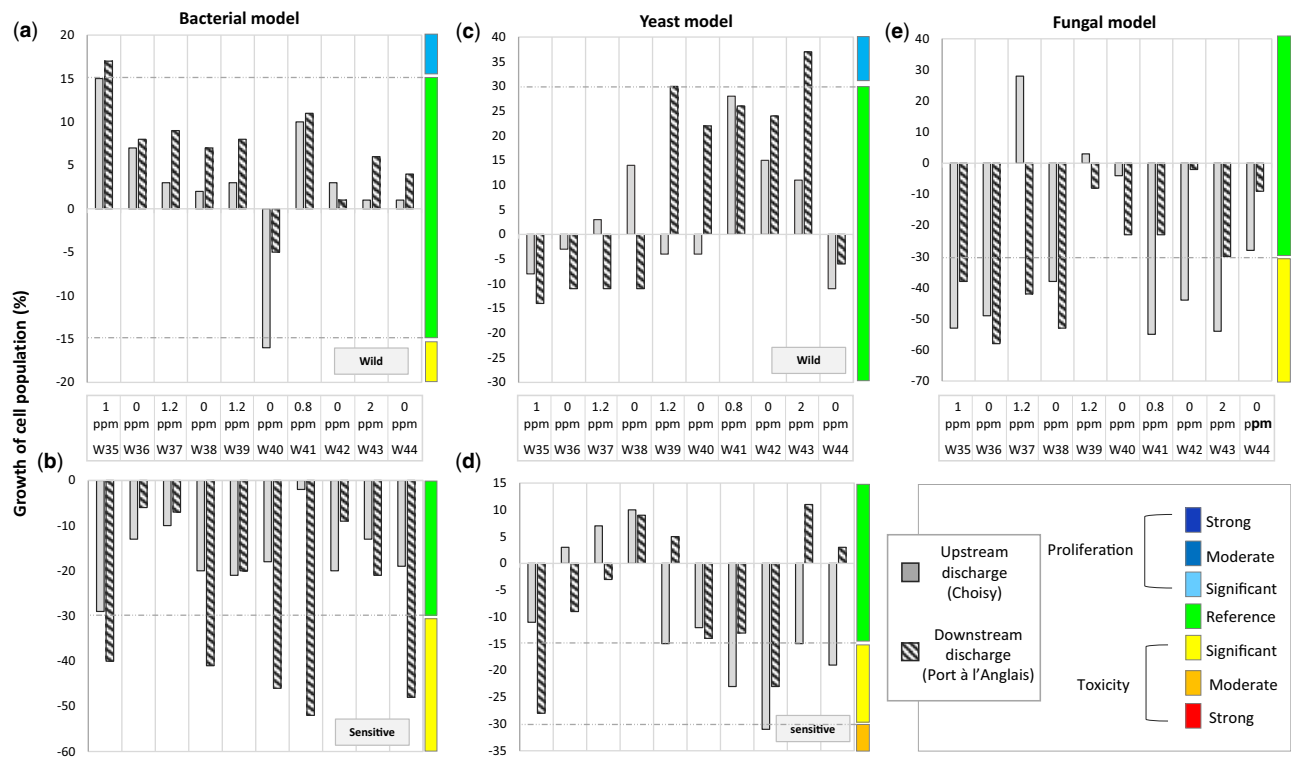 Bacterial model
Yeast model
Fungal model
(a)
(c)
(e)
20
15
10
5
0
-5
-10
-15
-20
Wild
40
35
30
25
20
15
10
5
0
-5
-10
-15
-20
-25
-30
Wild
40
30
20
10
0
-10
-20
-30
-40
-50
-60
-70
Growth of cell population (%)
1 0 1.2 0 1.2 0 0.8 0 2 0
ppm ppm ppm ppm ppm ppm ppm ppm ppm ppm
W35 W36 W37 W38 W39 W40 W41 W42 W43 W44
1 0 1.2 0 1.2 0 0.8 0 2 0
ppm ppm ppm ppm ppm ppm ppm ppm ppm ppm
W35 W36 W37 W38 W39 W40 W41 W42 W43 W44
1 0 1.2 0 1.2 0 0.8 0 2 0
ppm ppm ppm ppm ppm ppm ppm ppm ppm ppm
W35 W36 W37 W38 W39 W40 W41 W42 W43 W44
(b)
(d)
0
-10
-20
-30
-40
-50
-60
Sensitive
15
10
5
0
-5
-10
-15
-20
-25
-30
-35
sensitive
Upstream
discharge
(Choisy)
Downstream
discharge
(Port à l'Anglais)
Proliferation
Toxicity
Strong
Moderate
Significant
Reference
Significant
Moderate
Strong